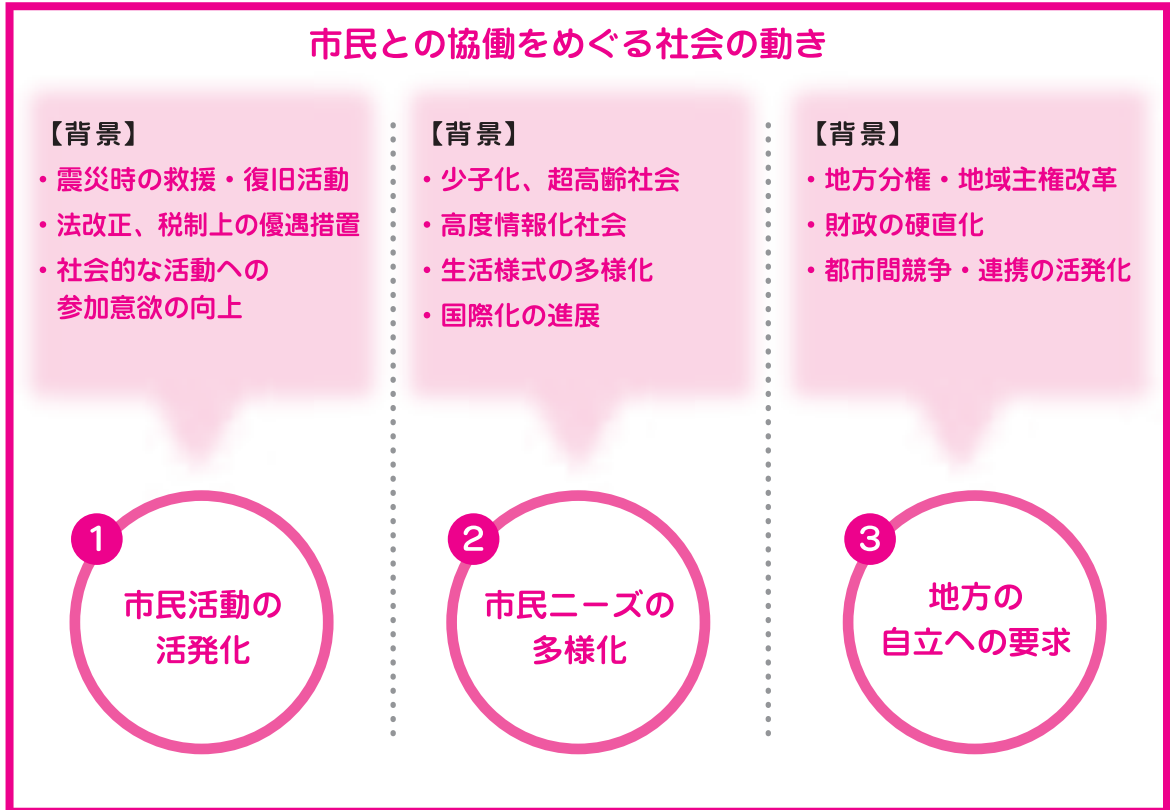 市民との協働をめぐる社会の動き
【背景】
・震災時の救援・復旧活動
・法改正、税制上の優遇措置
・社会的な活動への
参加意欲の向上
1
市民活動の
活発化
【背景】
・少子化、超高齢社会
・高度情報化社会
・生活様式の多様化
・国際化の進展
2
市民ニーズの
多様化
【背景】
・地方分権・地域主権改革
・財政の硬直化
・都市間競争・連携の活発化
3
地方の
自立への要求